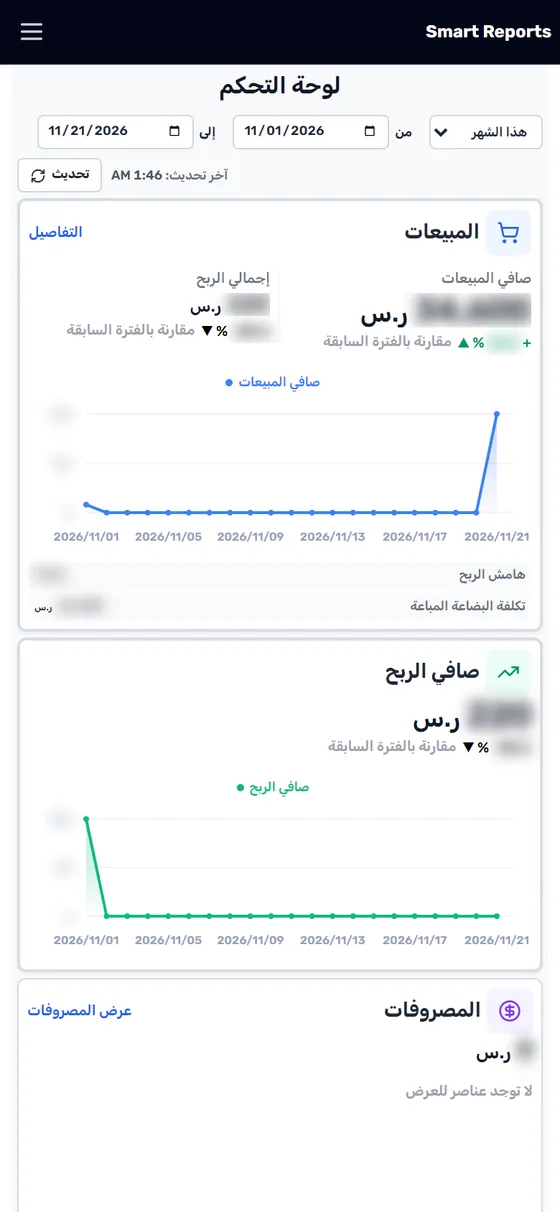 Smart Reports
لوحة التحكم
هذا الشهر من 11/01/2026 إلى 11/21/2026
تحديث آخر تحديث: 1:46 AM
المبيعات التفاصيل
صافي المبيعات
ر.س
+ % ▲ مقارنة بالفترة السابقة
إجمالي الربح
ر.س
% ▼ مقارنة بالفترة السابقة
صافي المبيعات
2026/11/01 2026/11/05 2026/11/09 2026/11/13 2026/11/17 2026/11/21
هامش الربح
تكلفة البضاعة المباعة ر.س
صافي الربح
ر.س
% ▼ مقارنة بالفترة السابقة
صافي الربح
2026/11/01 2026/11/05 2026/11/09 2026/11/13 2026/11/17 2026/11/21
المصروفات عرض المصروفات
ر.س
لا توجد عناصر للعرض